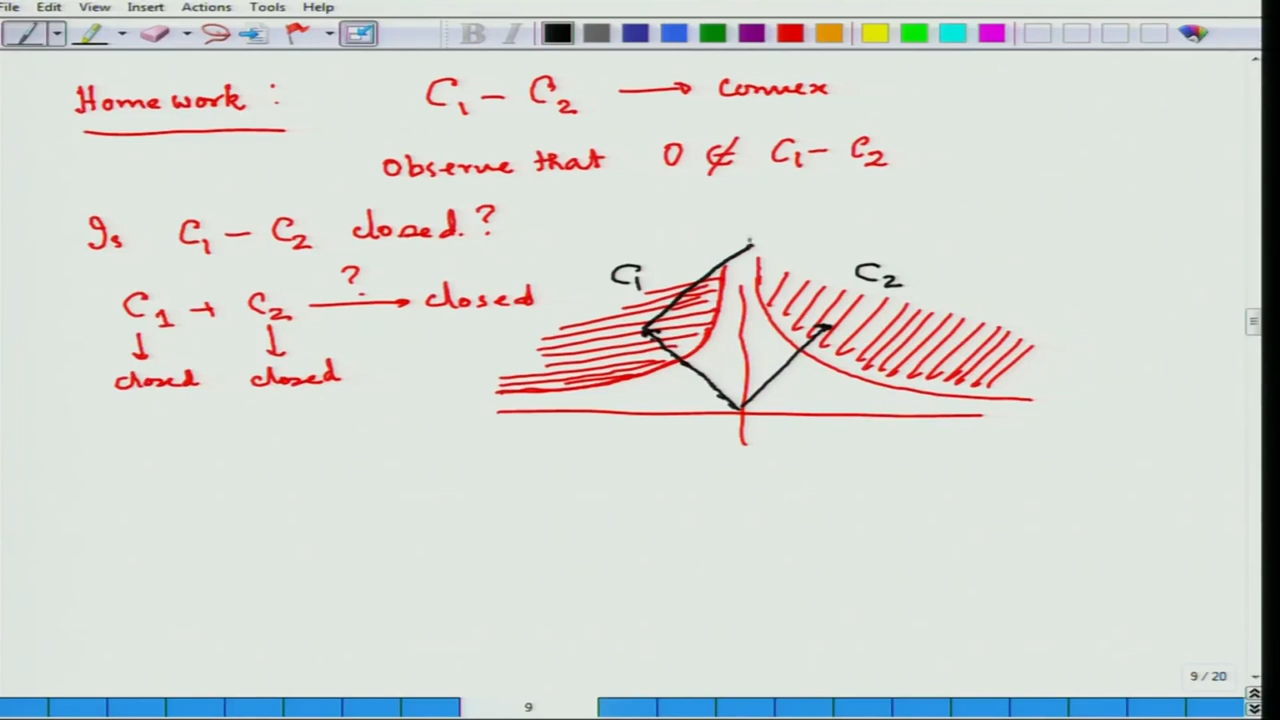 File Edit View Insert Actions Tools Help
B I
Homework : C₁ − C₂ → convex
Observe that 0 ∉ C₁ − C₂
Is C₁ − C₂ closed.?
C₁ + C₂ ?→ closed
↓ ↓
closed closed
C₁ C₂
9 / 20
9